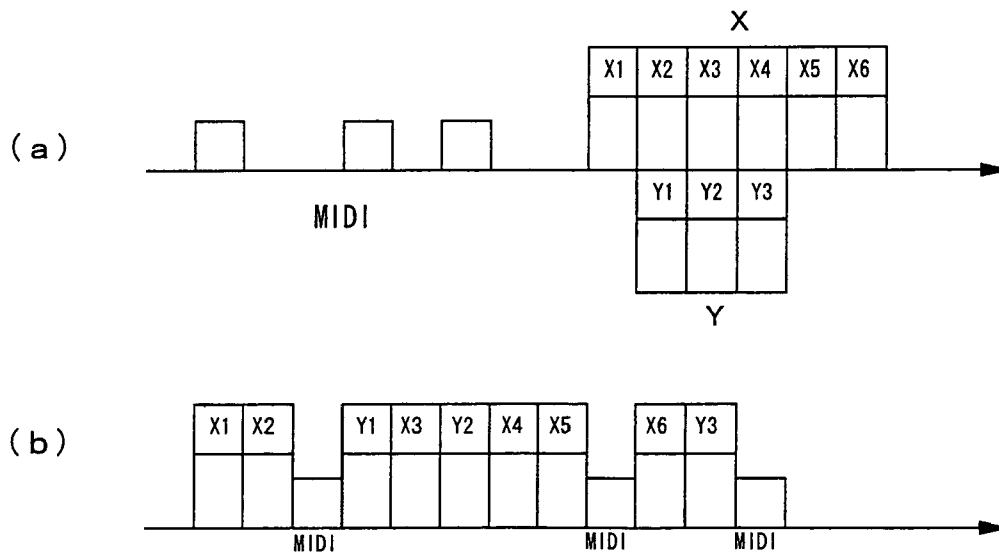 X
X1 X2 X3 X4 X5 X6
(a)
Y1 Y2 Y3
MIDI
Y
(b)
X1 X2 Y1 X3 Y2 X4 X5 X6 Y3
MIDI MIDI MIDI